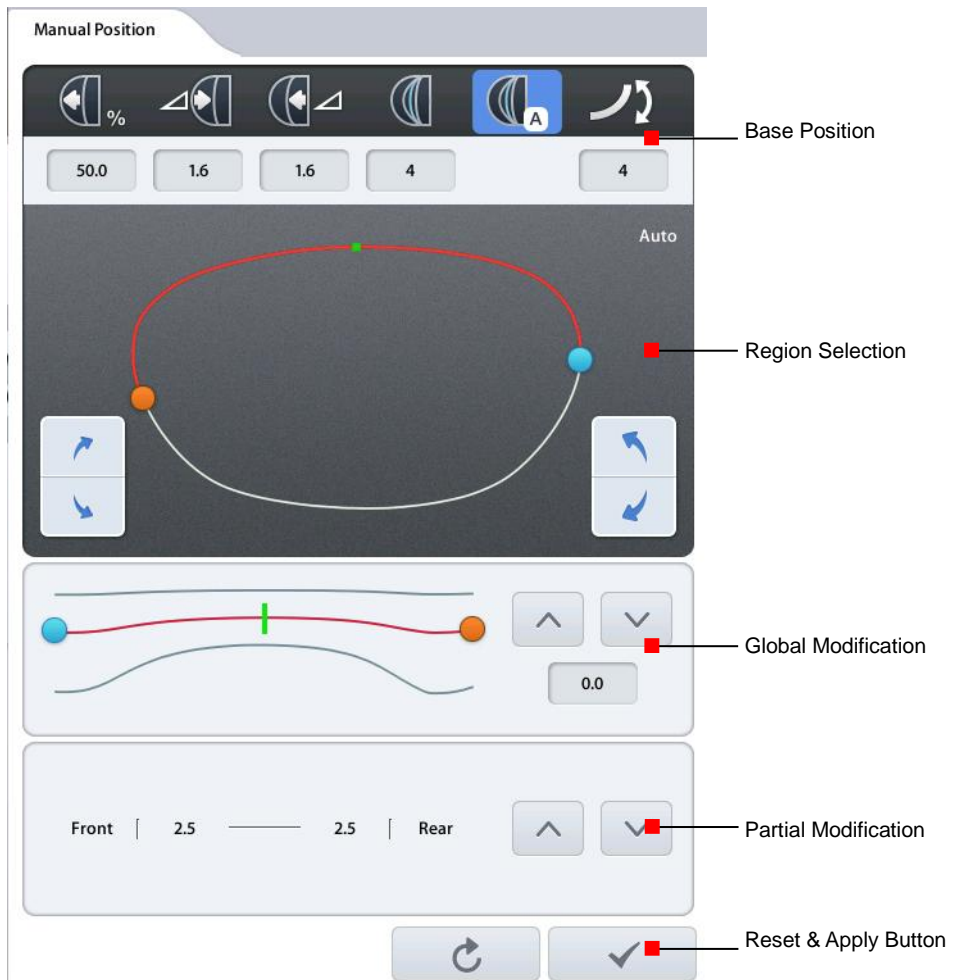 Manual Position
%
A
Base Position
50.0 1.6 1.6 4 4
Auto
Region Selection
Global Modification
0.0
Front 2.5 2.5 Rear
Partial Modification
Reset & Apply Button